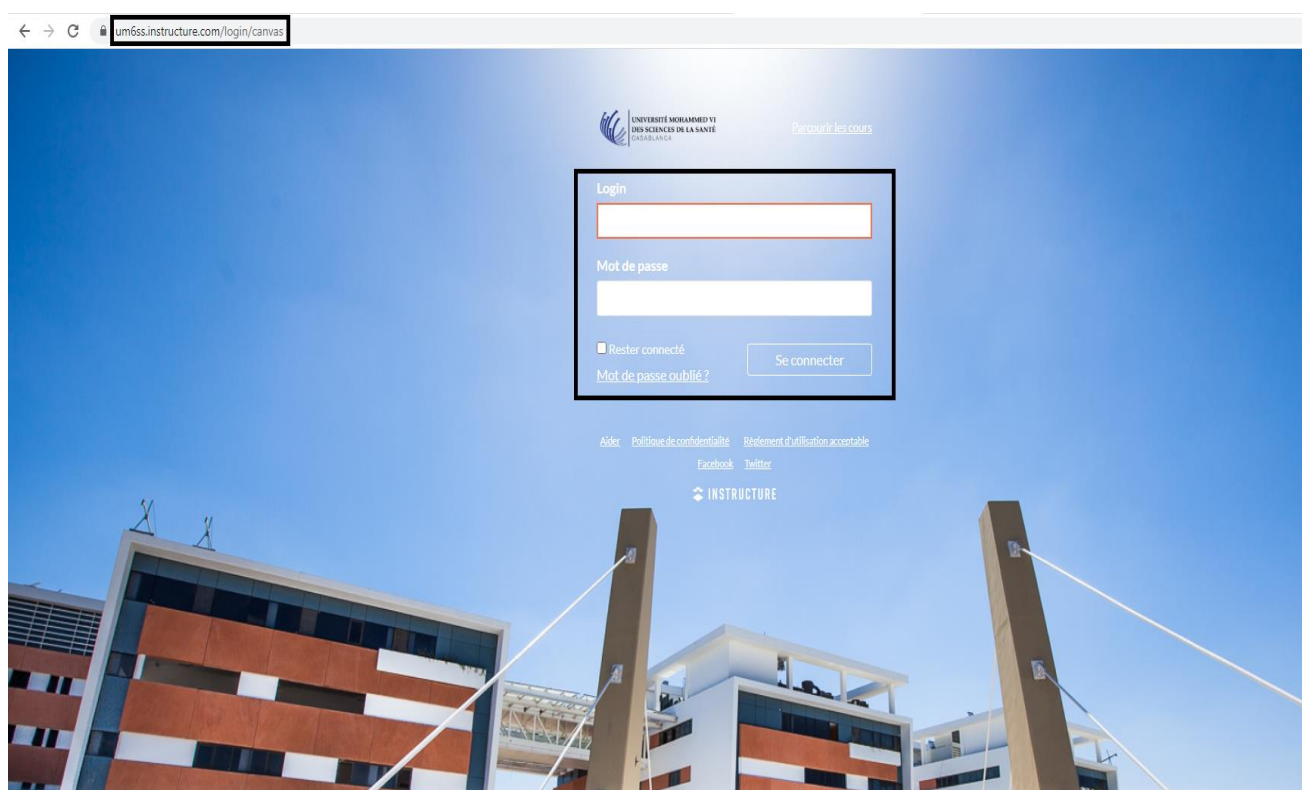 um6ss.instructure.com/login/canvas
UNIVERSITÉ MOHAMMED VI
DES SCIENCES DE LA SANTÉ
CASABLANCA
Parcourir les cours
Login
Mot de passe
Rester connecté
Se connecter
Mot de passe oublié ?
Aider Politique de confidentialité Règlement d'utilisation acceptable
Facebook Twitter
INSTRUCTURE